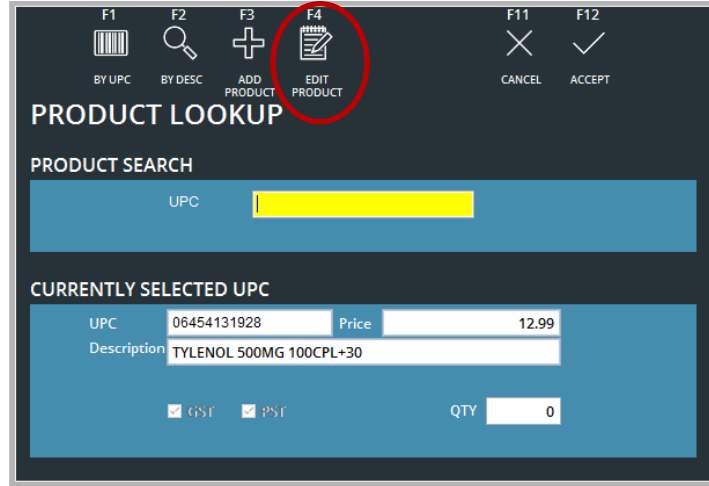 F1 F2 F3 F4 F11 F12
BY UPC BY DESC ADD PRODUCT EDIT PRODUCT CANCEL ACCEPT
PRODUCT LOOKUP
PRODUCT SEARCH
UPC
CURRENTLY SELECTED UPC
UPC 06454131928 Price 12.99
Description TYLENOL 500MG 100CPL+30
GST PST QTY 0